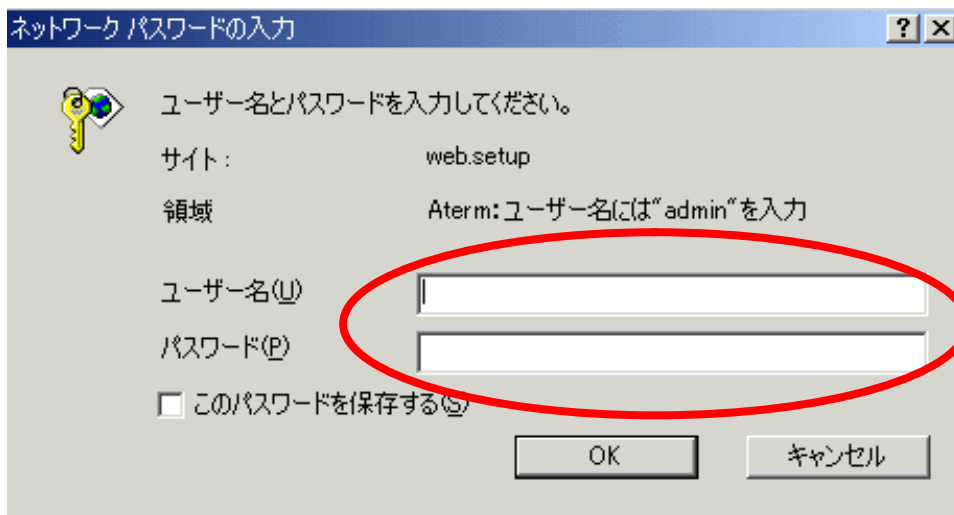 ネットワーク パスワードの入力
ユーザー名とパスワードを入力してください。
サイト: web.setup
領域 Aterm:ユーザー名には"admin"を入力
ユーザー名(U)
パスワード(P)
このパスワードを保存する(S)
OK キャンセル